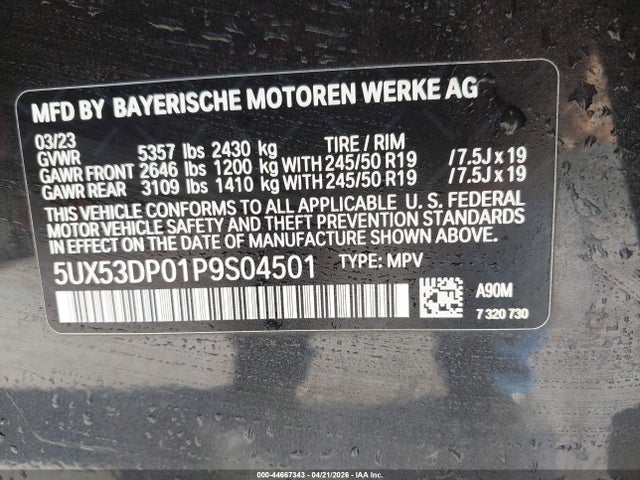 MFD BY BAYERISCHE MOTOREN WERKE AG
03/23 TIRE / RIM
GVWR 5357 lbs 2430 kg
GAWR FRONT 2646 lbs 1200 kg WITH 245/50 R19 / 7.5J x 19
GAWR REAR 3109 lbs 1410 kg WITH 245/50 R19 / 7.5J x 19
THIS VEHICLE CONFORMS TO ALL APPLICABLE U. S. FEDERAL
MOTOR VEHICLE SAFETY AND THEFT PREVENTION STANDARDS
IN EFFECT ON THE DATE OF MANUFACTURE SHOWN ABOVE.
5UX53DP01P9S04501 TYPE: MPV
A90M
7 320 730
000-44667343 - 04/21/2026 - IAA Inc.